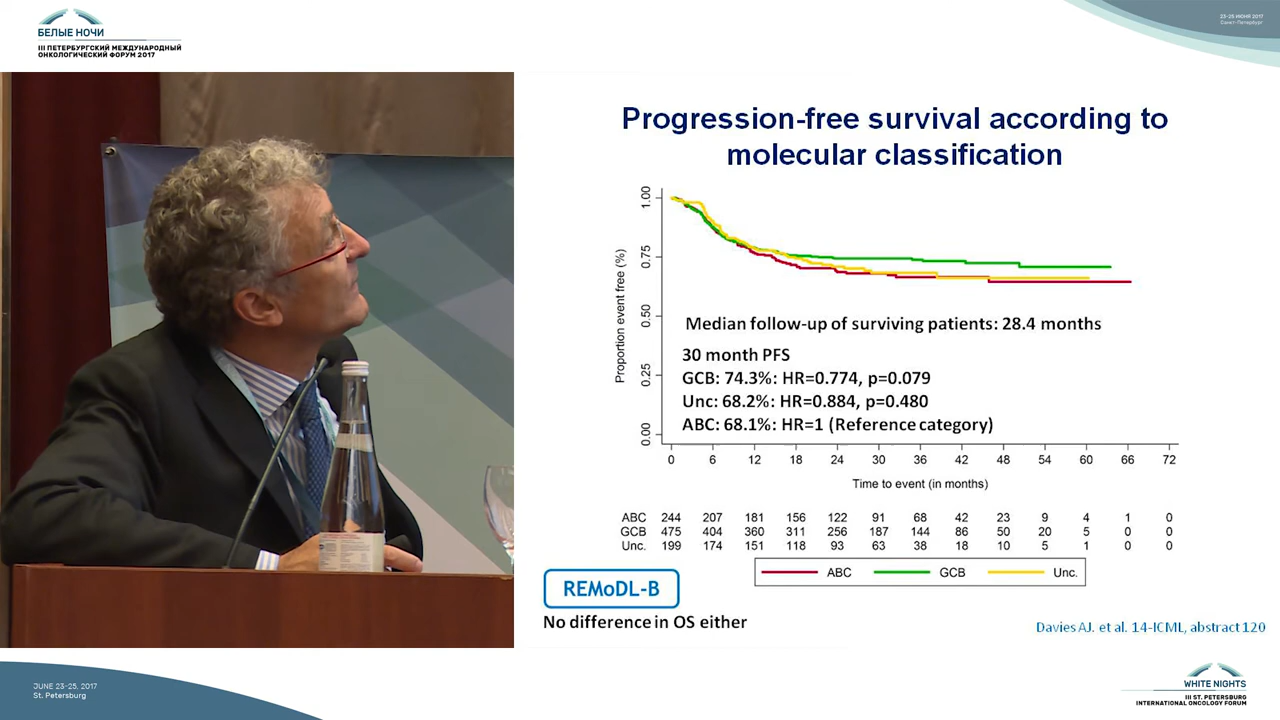 БЕЛЫЕ НОЧИ
III ПЕТЕРБУРГСКИЙ МЕЖДУНАРОДНЫЙ
ОНКОЛОГИЧЕСКИЙ ФОРУМ 2017
23-25 ИЮНЯ 2017
Санкт-Петербург
Progression-free survival according to
molecular classification
Proportion event free (%)
1.00
0.75
0.50
0.25
0.00
Median follow-up of surviving patients: 28.4 months
30 month PFS
GCB: 74.3%: HR=0.774, p=0.079
Unc: 68.2%: HR=0.884, p=0.480
ABC: 68.1%: HR=1 (Reference category)
0 6 12 18 24 30 36 42 48 54 60 66 72
Time to event (in months)
ABC 244 207 181 156 122 91 68 42 23 9 4 1 0
GCB 475 404 360 311 256 187 144 86 50 20 5 0 0
Unc. 199 174 151 118 93 63 38 18 10 5 1 0 0
ABC GCB Unc.
REMoDL-B
No difference in OS either
Davies AJ. et al. 14-ICML, abstract 120
JUNE 23-25, 2017
St. Petersburg
WHITE NIGHTS
III ST. PETERSBURG
INTERNATIONAL ONCOLOGY FORUM